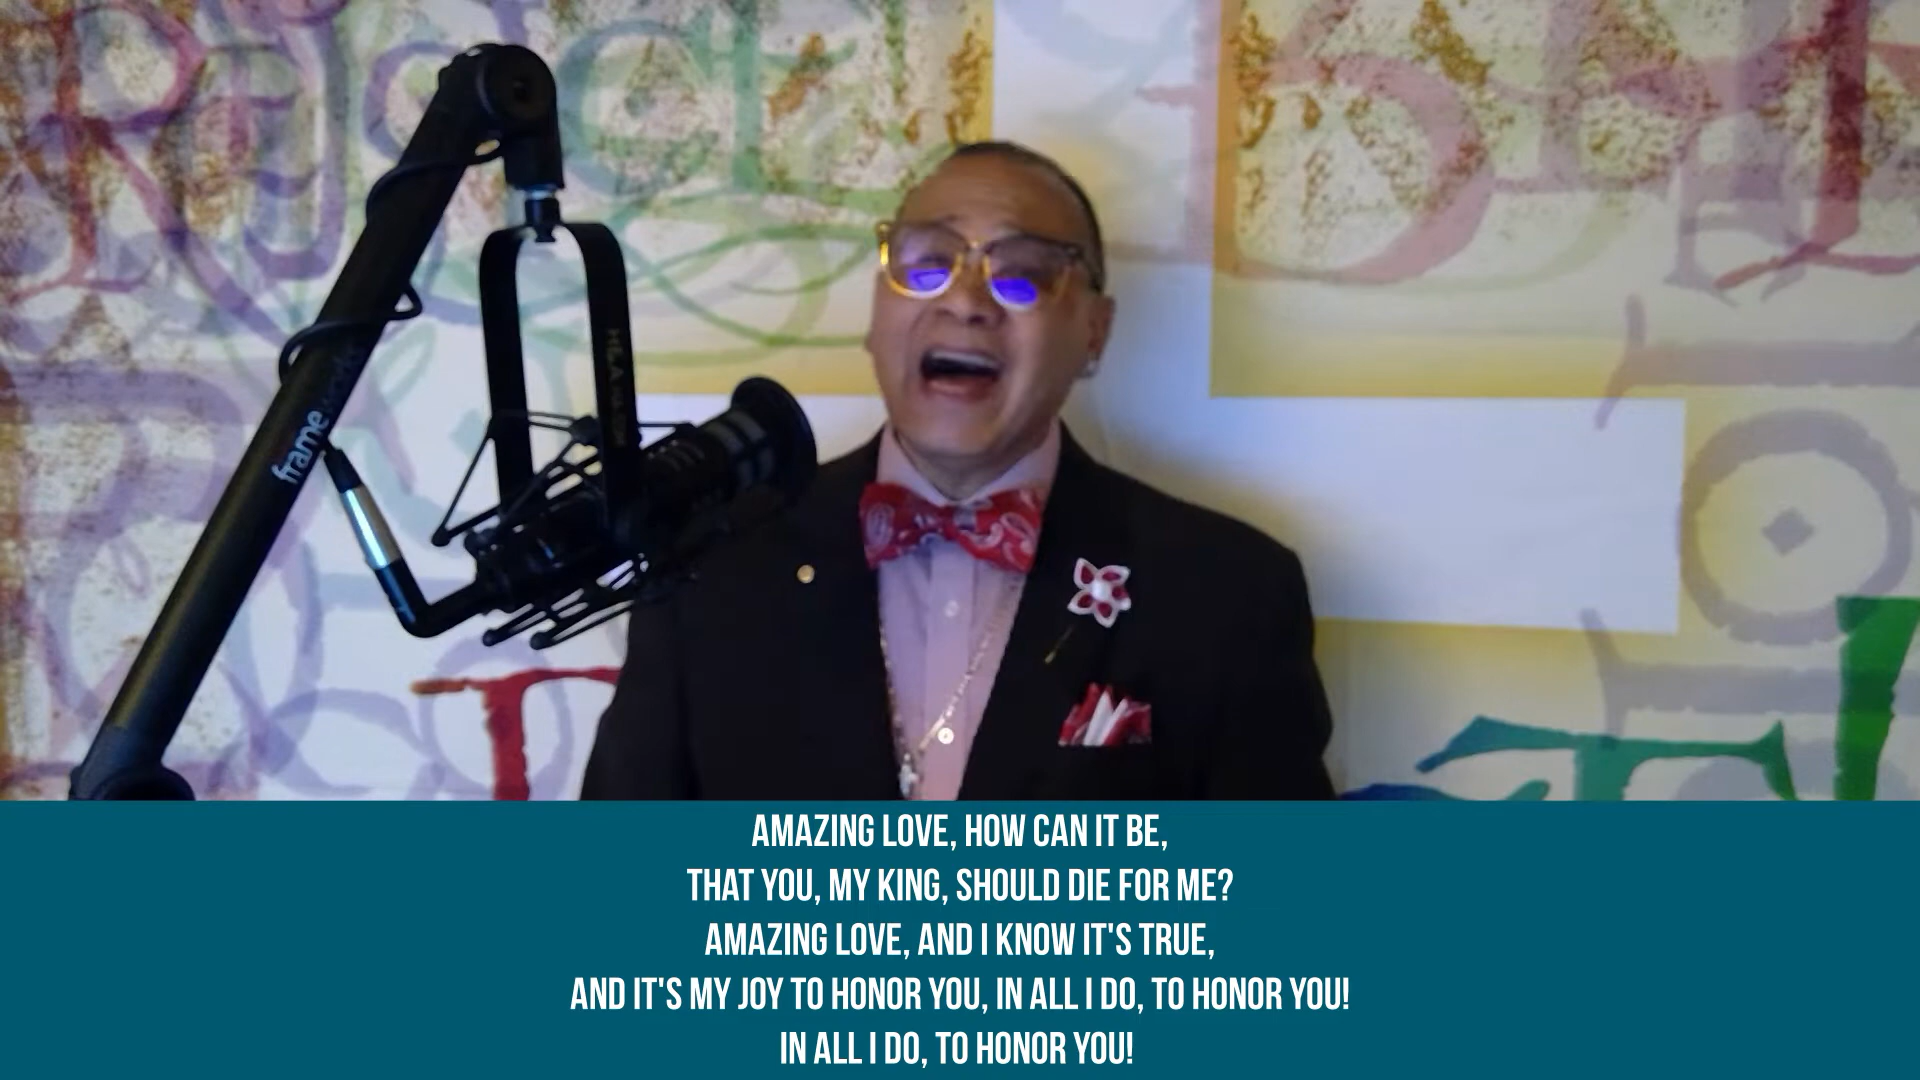 frame
AMAZING LOVE, HOW CAN IT BE,
THAT YOU, MY KING, SHOULD DIE FOR ME?
AMAZING LOVE, AND I KNOW IT'S TRUE,
AND IT'S MY JOY TO HONOR YOU, IN ALL I DO, TO HONOR YOU!
IN ALL I DO, TO HONOR YOU!